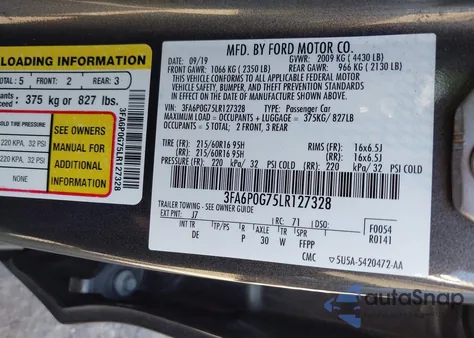 LOADING INFORMATION
TOTAL: 5 FRONT: 2 REAR: 3
375 kg or 827 lbs.
COLD TIRE PRESSURE
220 KPA, 32 PSI
220 KPA, 32 PSI
NONE
SEE OWNERS
MANUAL FOR
ADDITIONAL
INFORMATION
3FA6P0G75LR127328
MFD. BY FORD MOTOR CO.
DATE: 09/19 GVWR: 2009 KG ( 4430 LB)
FRONT GAWR: 1066 KG ( 2350 LB) REAR GAWR: 966 KG ( 2130 LB)
THIS VEHICLE CONFORMS TO ALL APPLICABLE FEDERAL MOTOR
VEHICLE SAFETY, BUMPER, AND THEFT PREVENTION STANDARDS
IN EFFECT ON THE DATE OF MANUFACTURE SHOWN ABOVE.
VIN: 3FA6P0G75LR127328 TYPE: Passenger Car
MAXIMUM LOAD = OCCUPANTS + LUGGAGE = 375KG/ 827LB
OCCUPANTS = 5 TOTAL: 2 FRONT, 3 REAR
TIRE (FR): 215/60R16 95H RIMS (FR): 16x6.5J
TIRE (RR): 215/60R16 95H (RR): 16x6.5J
PRESSURE (FR): 220 kPa/ 32 PSI COLD (RR): 220 kPa/ 32 PSI COLD
3FA6P0G75LR127328
TRAILER TOWING - SEE OWNER GUIDE
EXT PNT: J7 RC: 71 DSO: F0054
R0141
INT TR TP/PS R AXLE TR SPR
DE P 30 W FFPP
CMC 5U5A-5420472-AA
autoSnap